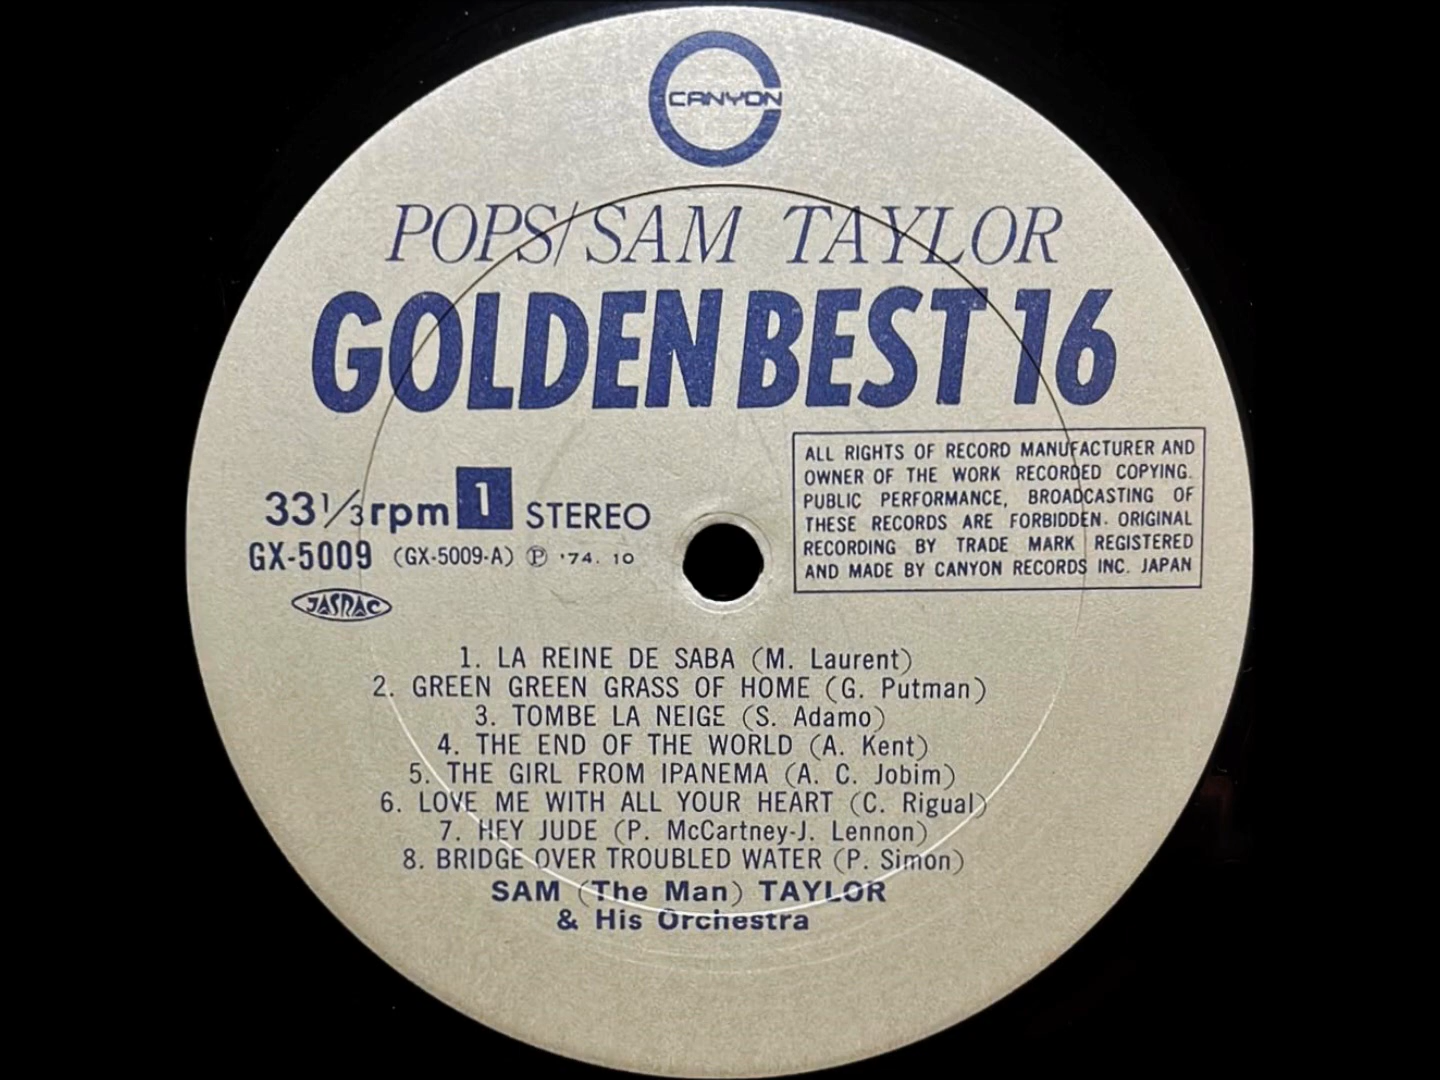 CANYON
POPS/SAM TAYLOR
GOLDEN BEST 16
ALL RIGHTS OF RECORD MANUFACTURER AND
OWNER OF THE WORK RECORDED COPYING.
PUBLIC PERFORMANCE, BROADCASTING OF
THESE RECORDS ARE FORBIDDEN. ORIGINAL
RECORDING BY TRADE MARK REGISTERED
AND MADE BY CANYON RECORDS INC. JAPAN
33 1/3 rpm 1 STEREO
GX-5009 (GX-5009-A) Ⓟ '74. 10
JASRAC
1. LA REINE DE SABA (M. Laurent)
2. GREEN GREEN GRASS OF HOME (G. Putman)
3. TOMBE LA NEIGE (S. Adamo)
4. THE END OF THE WORLD (A. Kent)
5. THE GIRL FROM IPANEMA (A. C. Jobim)
6. LOVE ME WITH ALL YOUR HEART (C. Rigual)
7. HEY JUDE (P. McCartney-J. Lennon)
8. BRIDGE OVER TROUBLED WATER (P. Simon)
SAM (The Man) TAYLOR
& His Orchestra